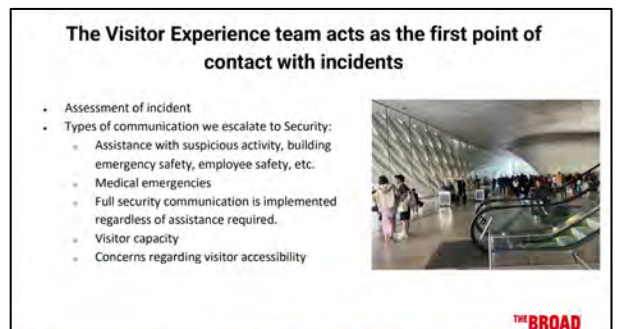 The Visitor Experience team acts as the first point of
contact with incidents
• Assessment of incident
• Types of communication we escalate to Security:
○ Assistance with suspicious activity, building
emergency safety, employee safety, etc.
○ Medical emergencies
○ Full security communication is implemented
regardless of assistance required.
○ Visitor capacity
○ Concerns regarding visitor accessibility
THE BROAD